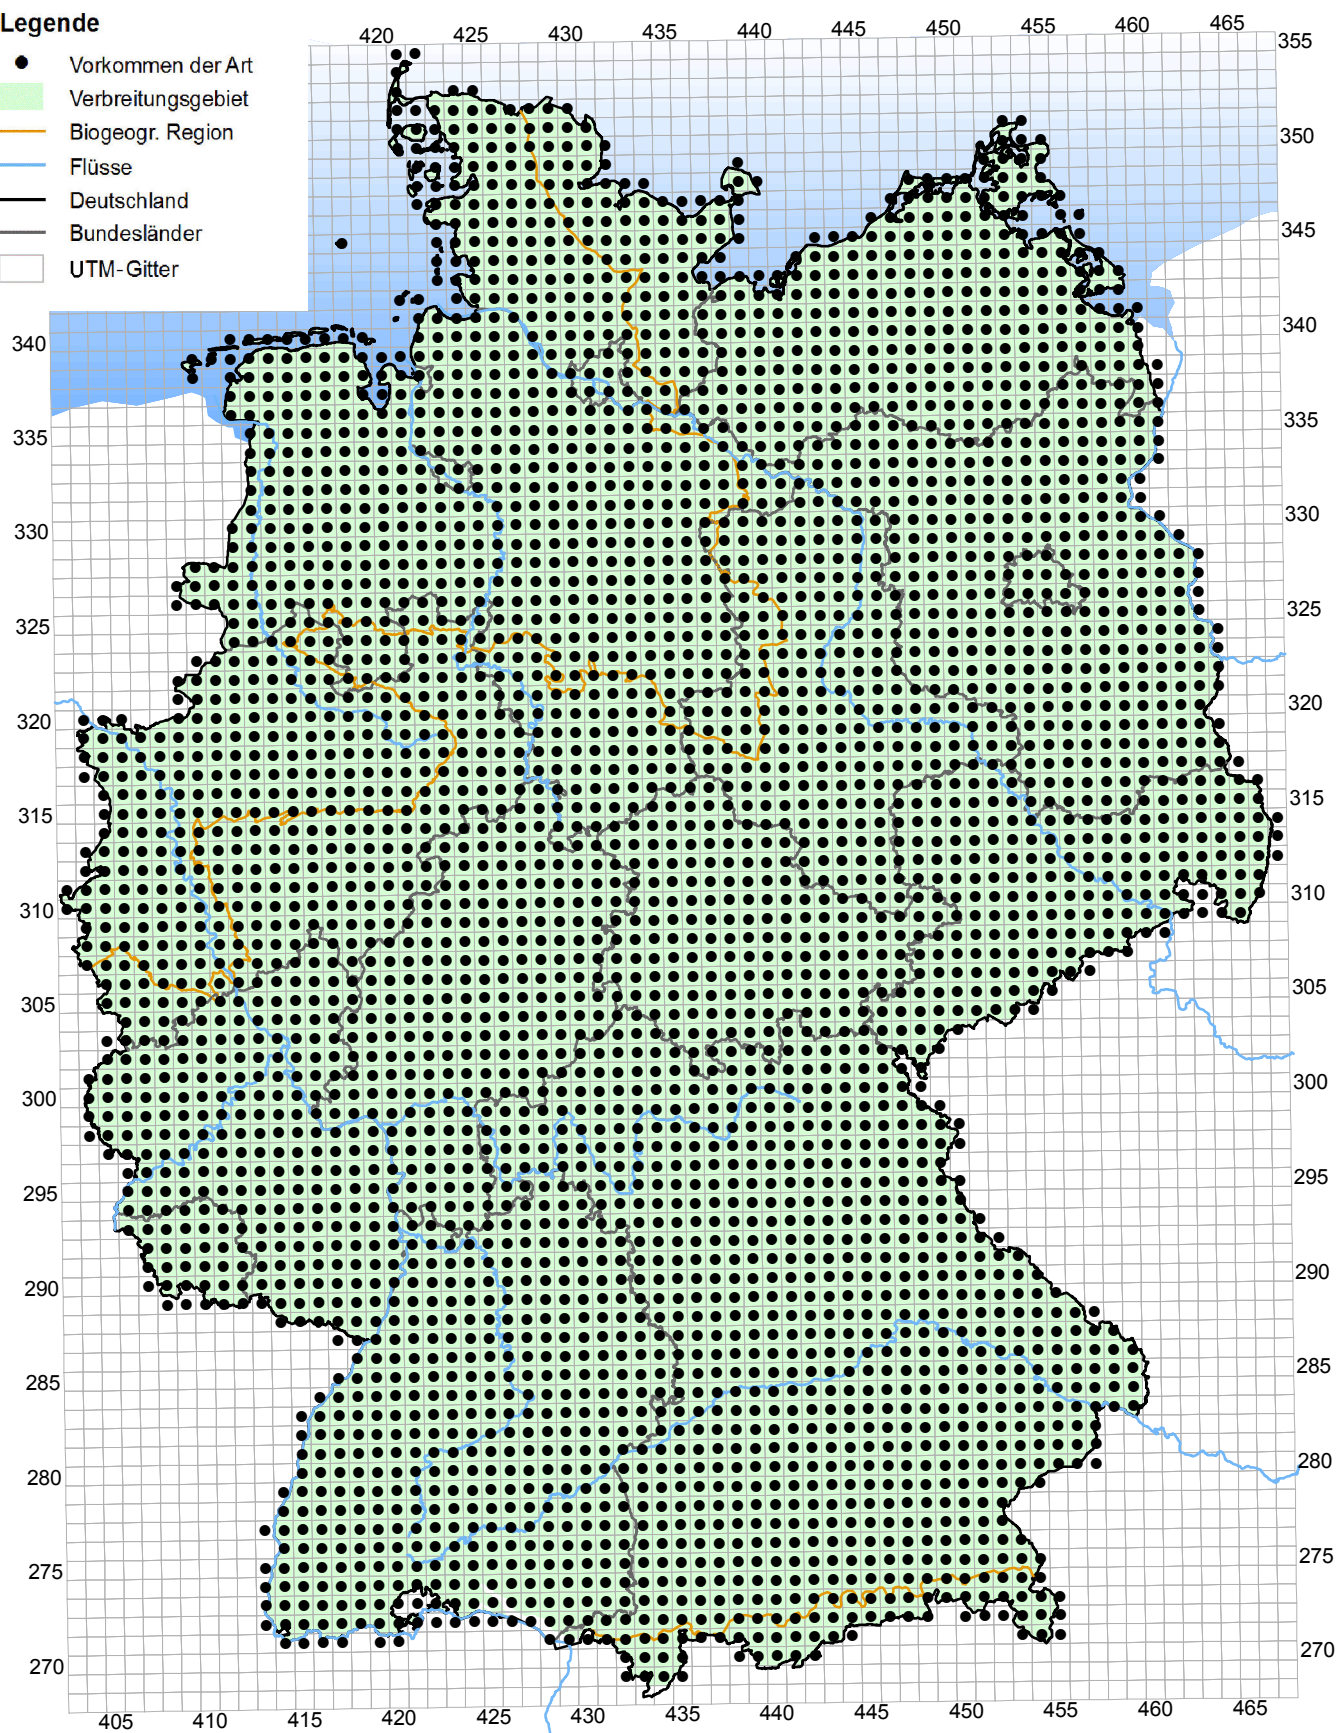 Legende
Vorkommen der Art
Verbreitungsgebiet
Biogeogr. Region
Flüsse
Deutschland
Bundesländer
UTM-Gitter
420 425 430 435 440 445 450 455 460 465
355
350
345
340 340
335 335
330 330
325 325
320 320
315 315
310 310
305 305
300 300
295 295
290 290
285 285
280 280
275 275
270 270
405 410 415 420 425 430 435 440 445 450 455 460 465